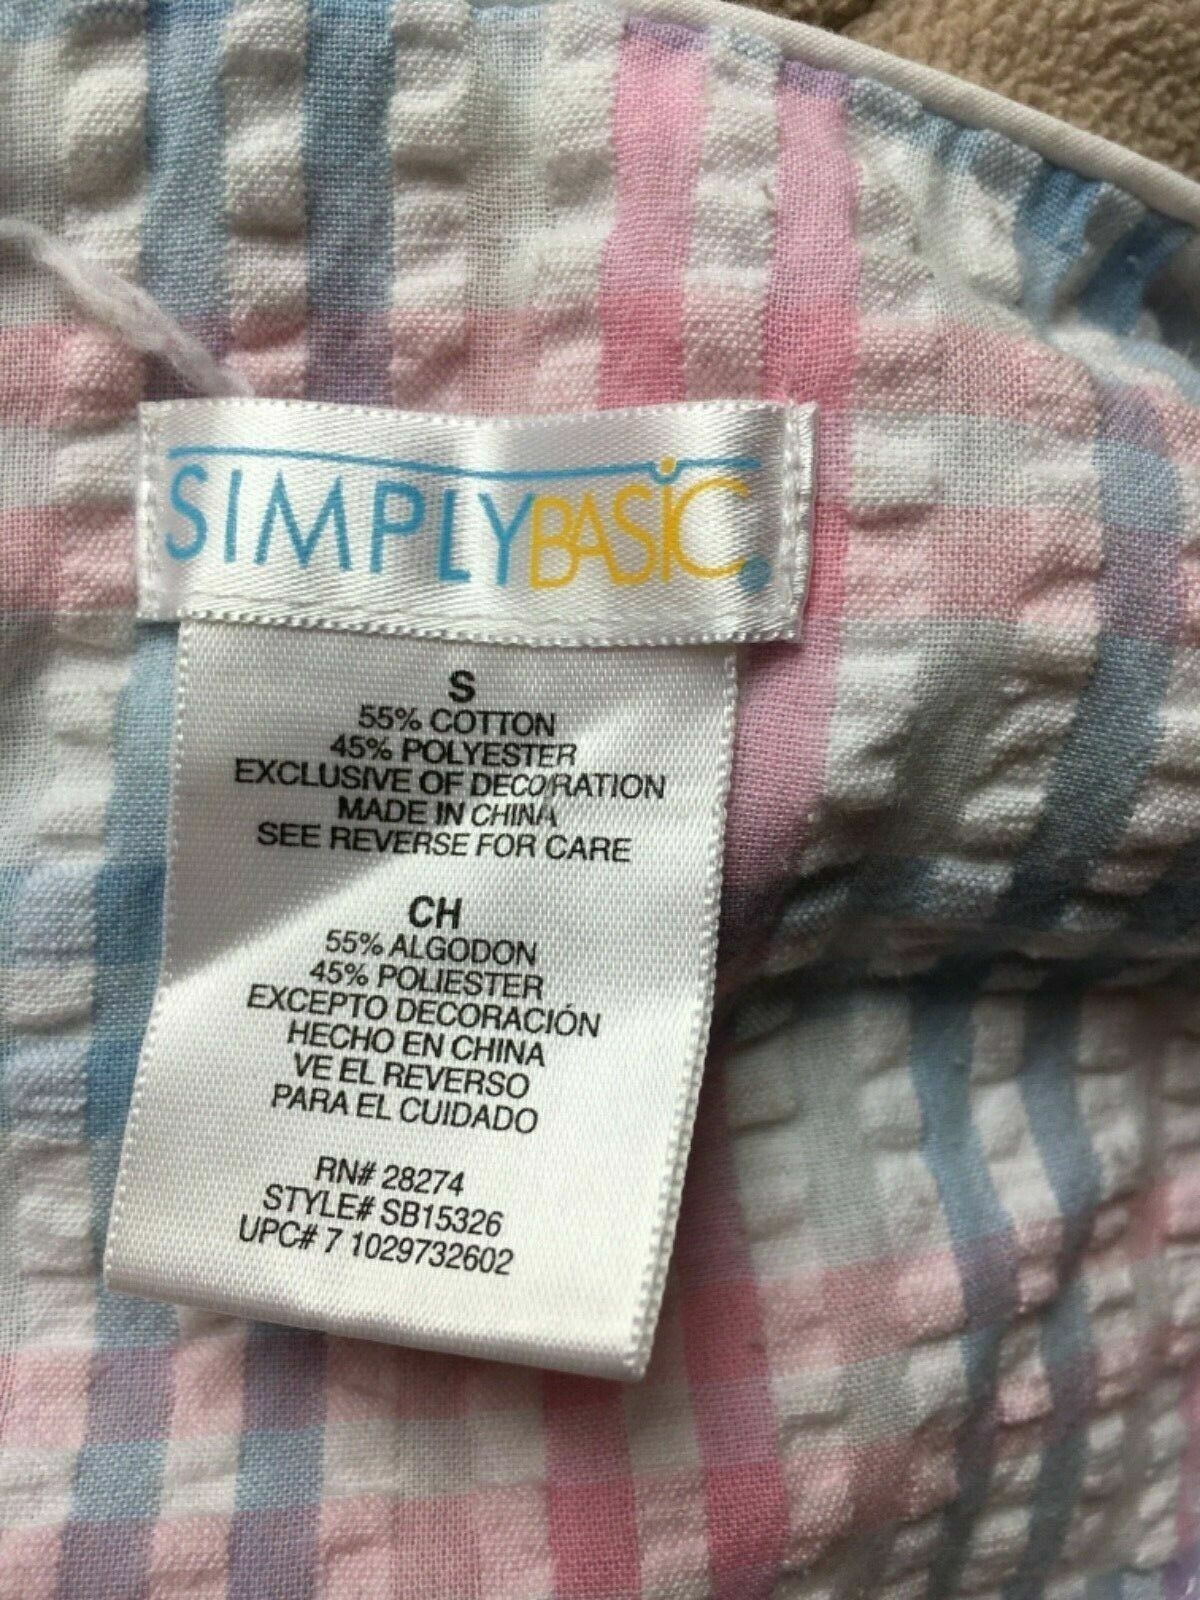 SIMPLYBASiC.
S
55% COTTON
45% POLYESTER
EXCLUSIVE OF DECORATION
MADE IN CHINA
SEE REVERSE FOR CARE
CH
55% ALGODON
45% POLIESTER
EXCEPTO DECORACIÓN
HECHO EN CHINA
VE EL REVERSO
PARA EL CUIDADO
RN# 28274
STYLE# SB15326
UPC# 7 1029732602